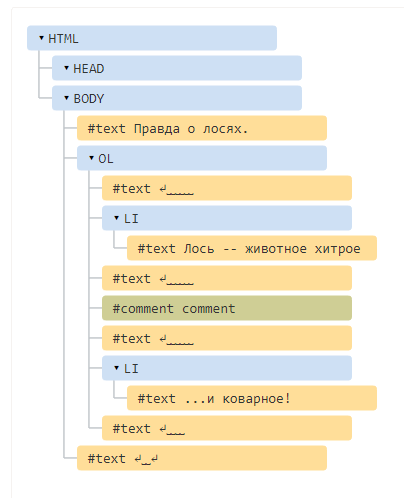 ▾ HTML
▾ HEAD
▾ BODY
#text Правда о лосях.
▾ OL
#text ↵␣␣␣␣␣␣
▾ LI
#text Лось -- животное хитрое
#text ↵␣␣␣␣␣␣
#comment comment
#text ↵␣␣␣␣␣␣
▾ LI
#text ...и коварное!
#text ↵␣␣␣␣
#text ↵␣␣↵